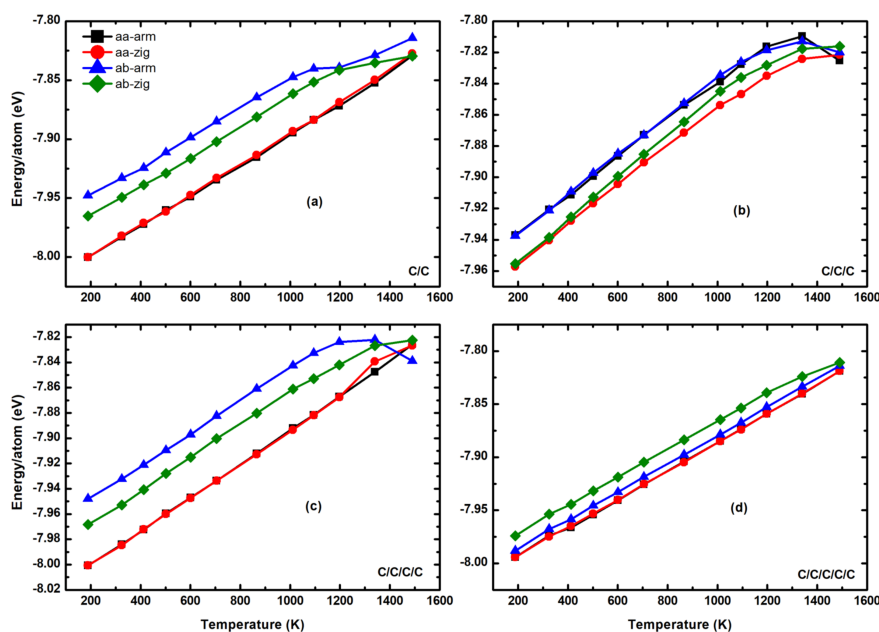 aa-arm
aa-zig
ab-arm
ab-zig
Energy/atom (eV)
-7.80
-7.85
-7.90
-7.95
-8.00
200 400 600 800 1000 1200 1400 1600
(a)
C/C
-7.80
-7.82
-7.84
-7.86
-7.88
-7.90
-7.92
-7.94
-7.96
200 400 600 800 1000 1200 1400 1600
(b)
C/C/C
Energy/atom (eV)
-7.82
-7.84
-7.86
-7.88
-7.90
-7.92
-7.94
-7.96
-7.98
-8.00
-8.02
200 400 600 800 1000 1200 1400 1600
(c)
C/C/C/C
Temperature (K)
-7.80
-7.85
-7.90
-7.95
-8.00
200 400 600 800 1000 1200 1400 1600
(d)
C/C/C/C/C
Temperature (K)